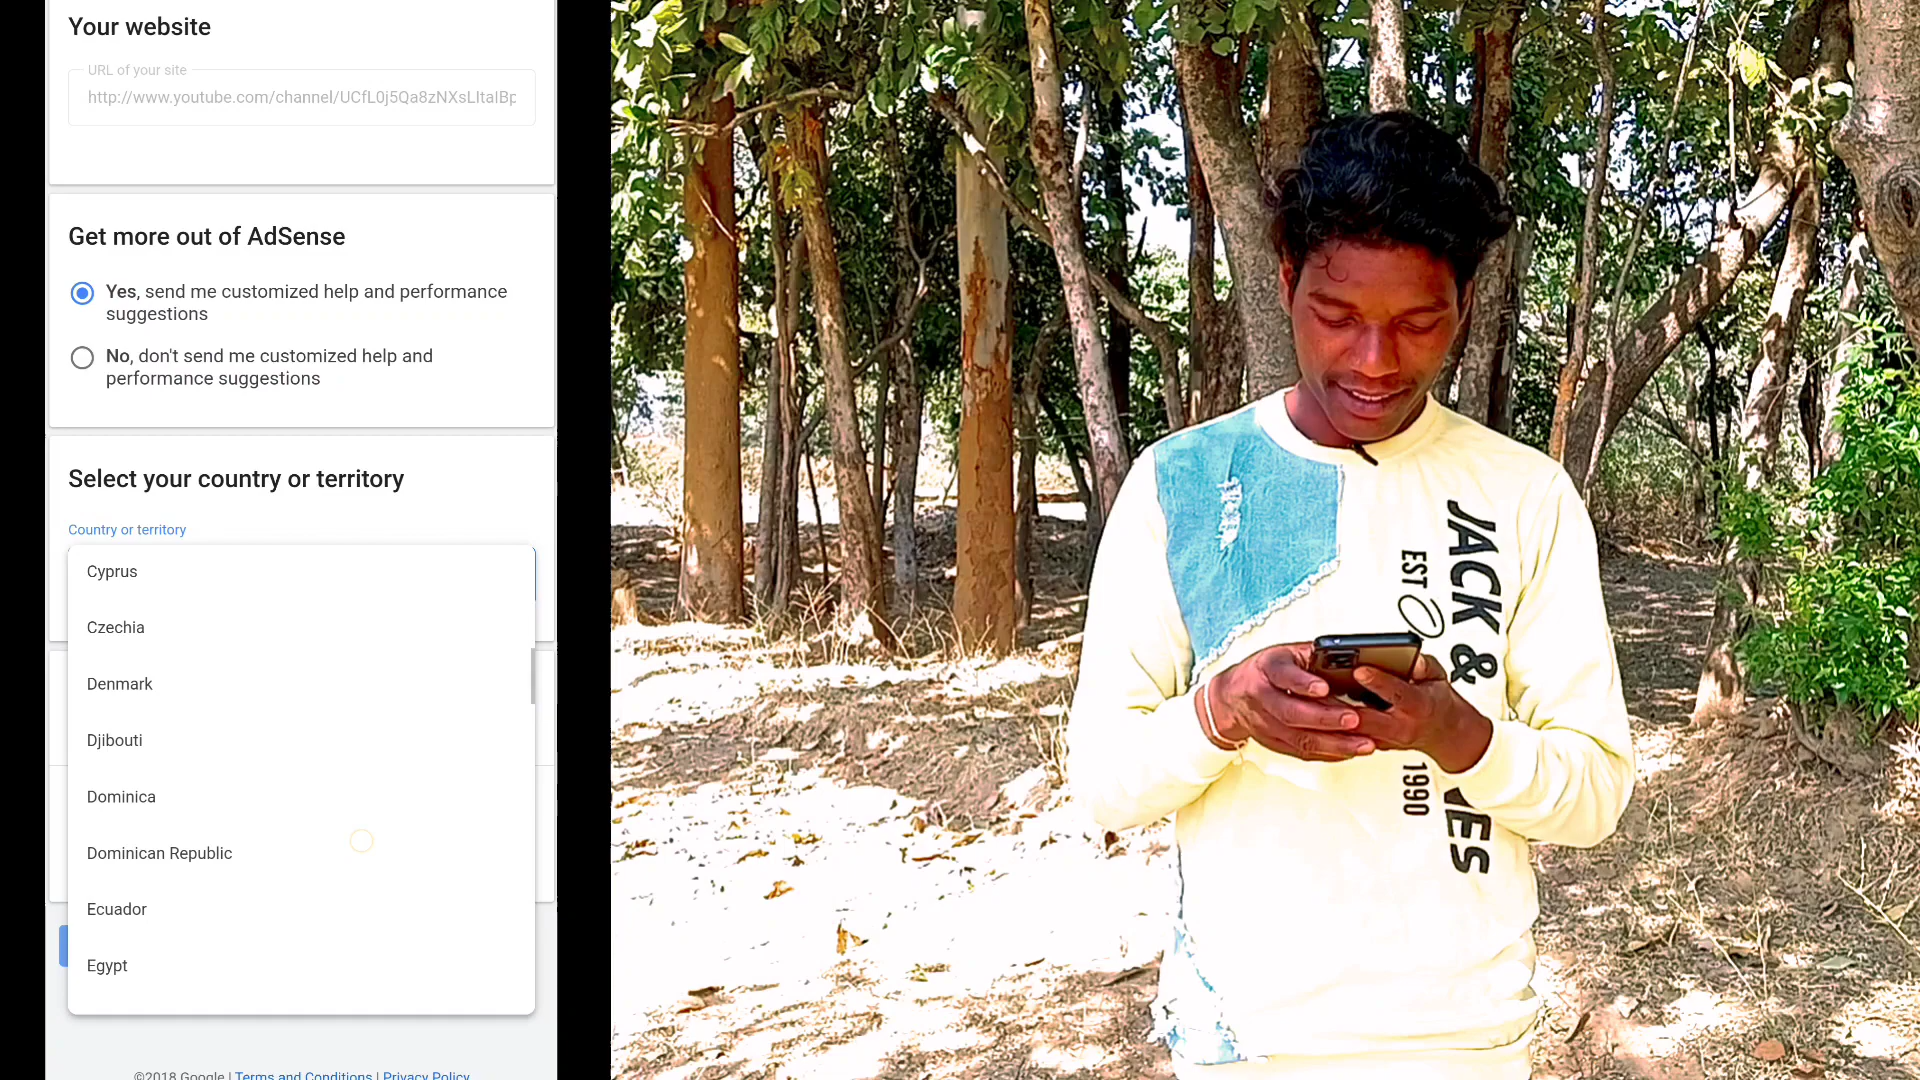 Your website
URL of your site
http://www.youtube.com/channel/UCfL0j5Qa8zNXsLItaIBp
Get more out of AdSense
Yes, send me customized help and performance
suggestions
No, don't send me customized help and
performance suggestions
Select your country or territory
Country or territory
Cyprus
Czechia
Denmark
Djibouti
Dominica
Dominican Republic
Ecuador
Egypt
©2018 Google | Terms and Conditions | Privacy Policy
JACK &
EST
1990